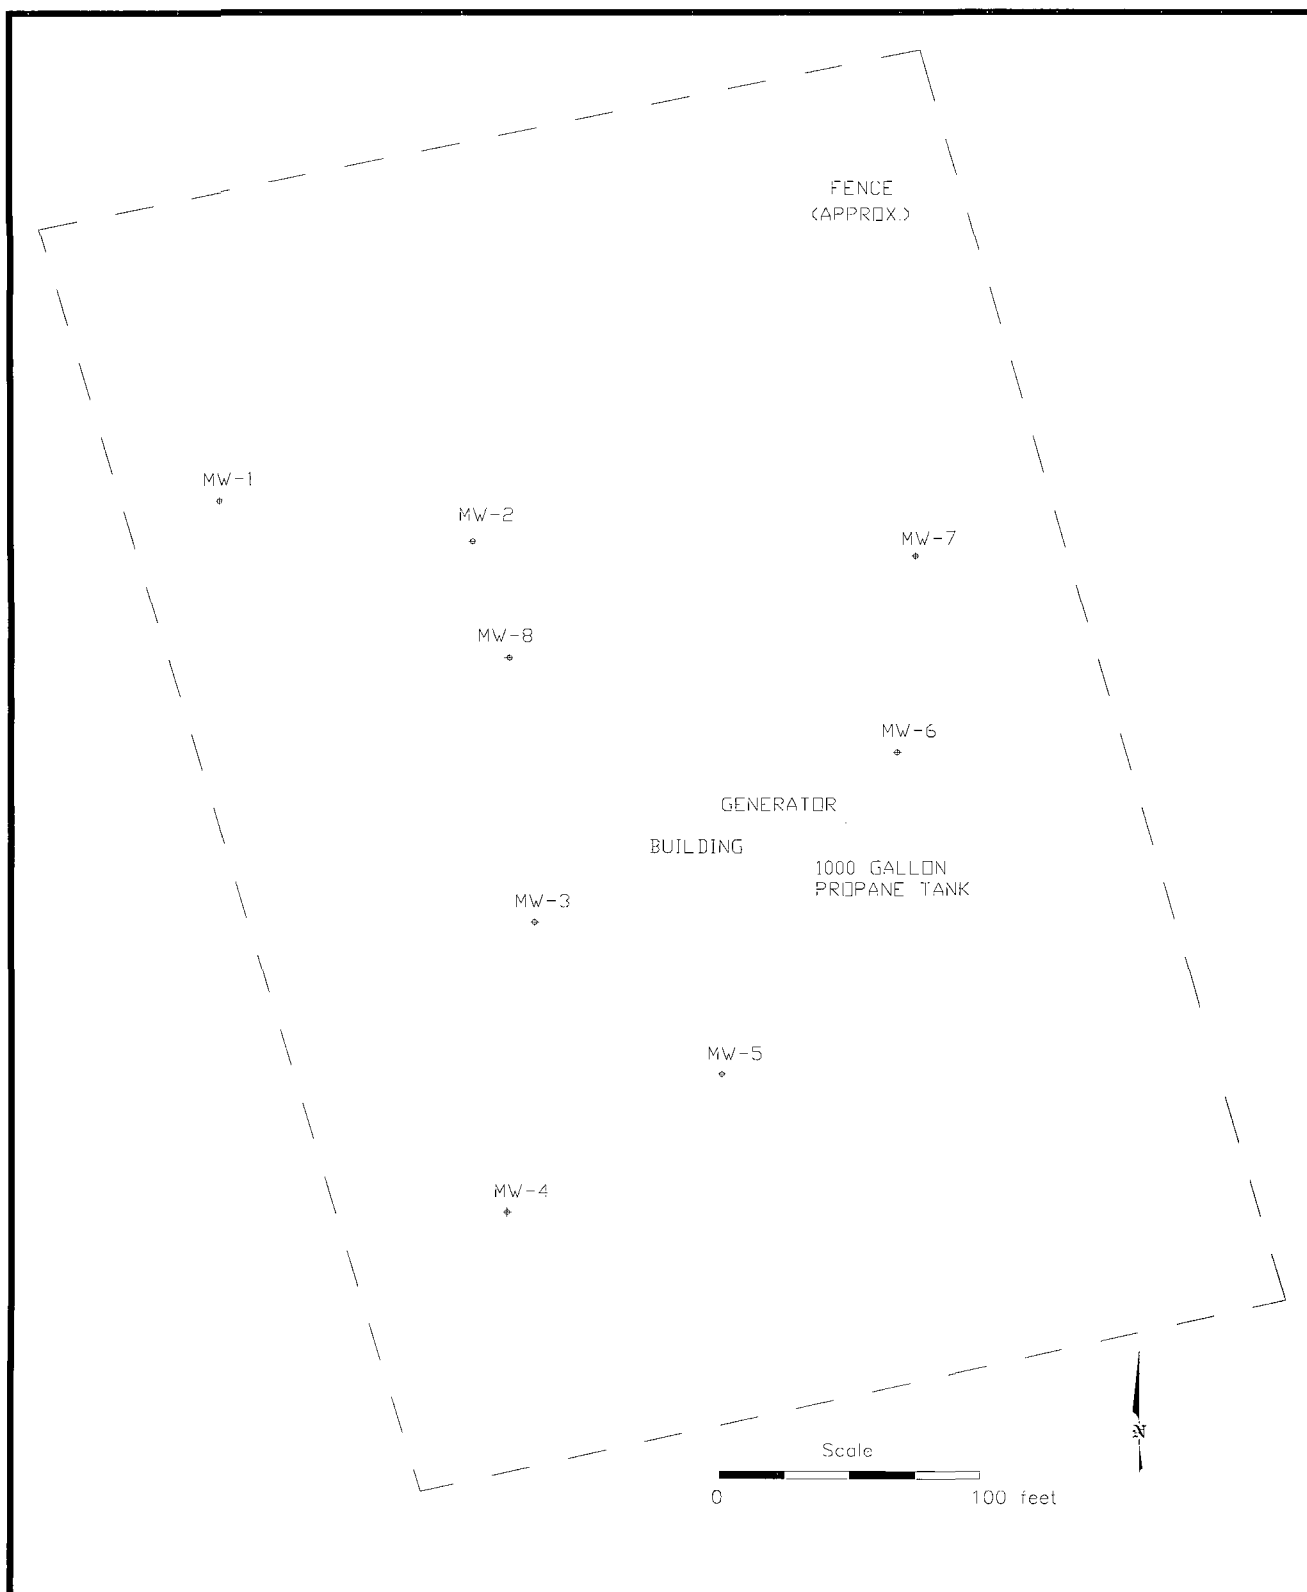 FENCE
(APPROX.)
MW-1
MW-2
MW-7
MW-8
MW-6
GENERATOR
BUILDING
1000 GALLON
PROPANE TANK
MW-3
MW-5
MW-4
N
Scale
0 100 feet